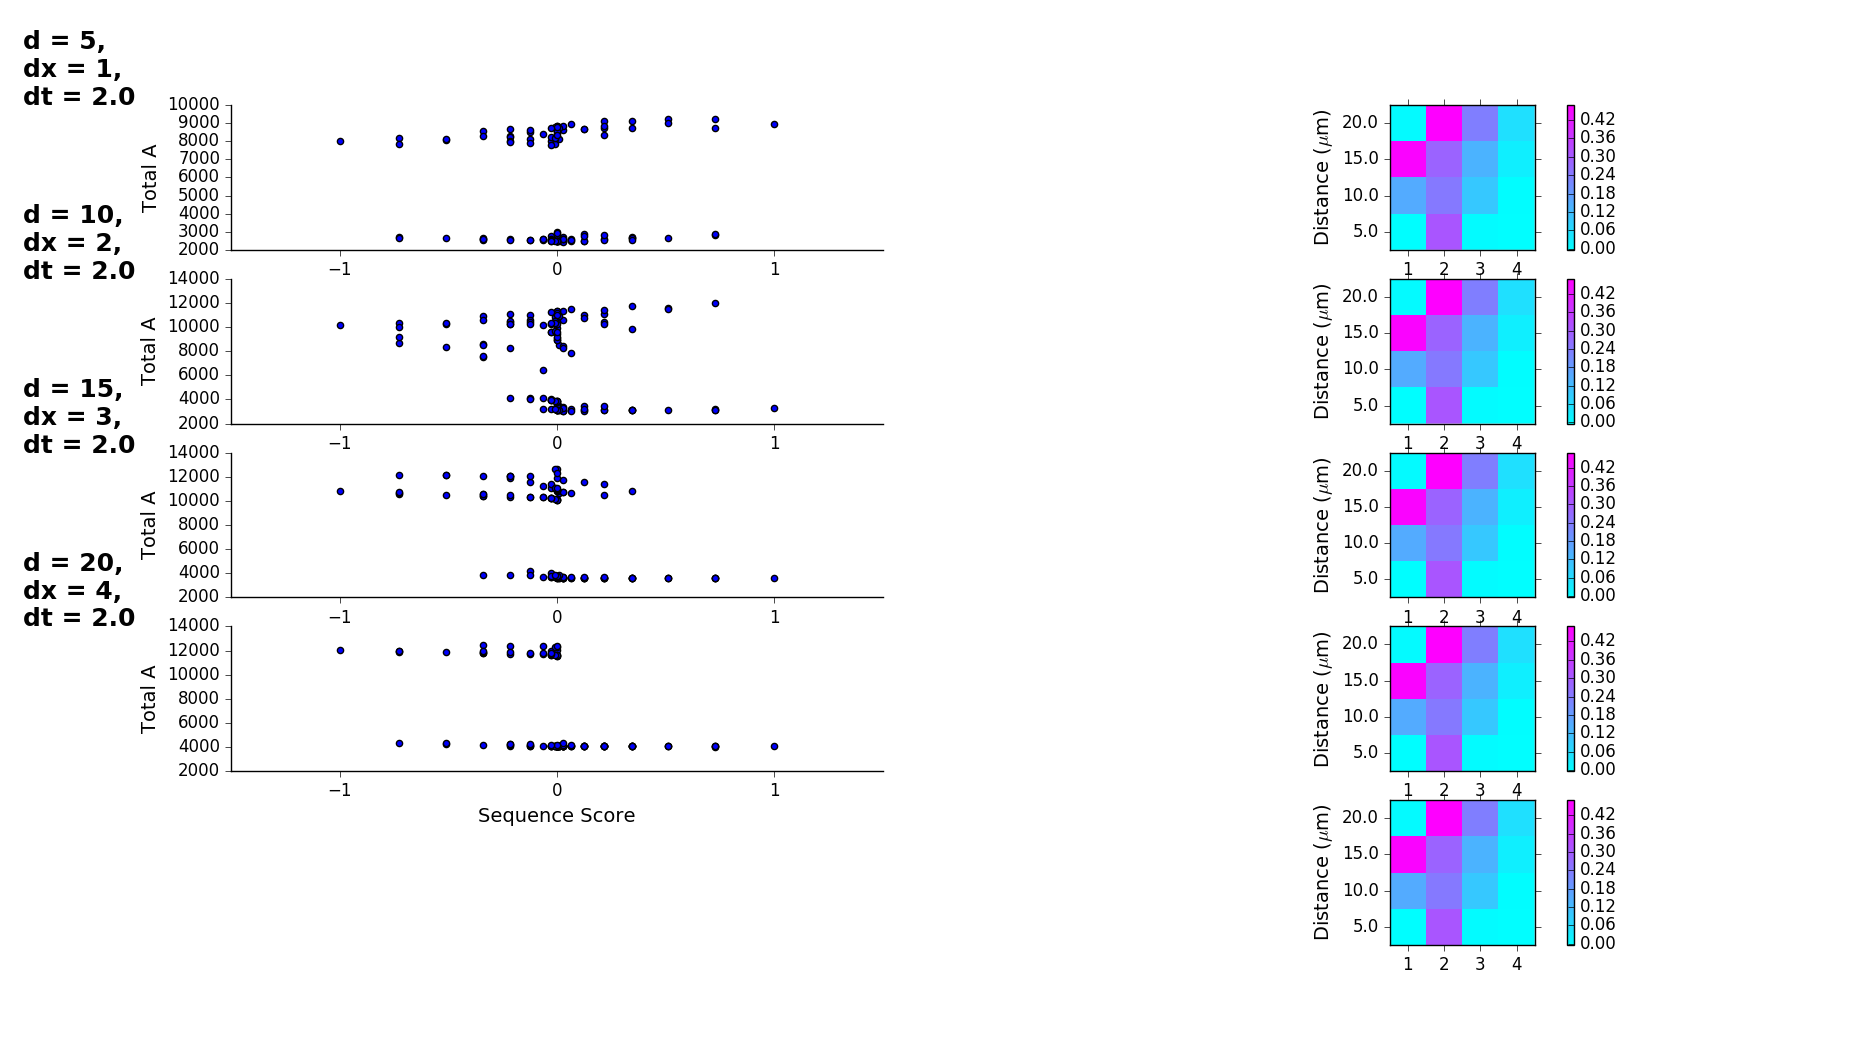 d = 5,
dx = 1,
dt = 2.0
10000
9000
8000
7000
6000
5000
4000
3000
2000
Total A
−1 0 1
d = 10,
dx = 2,
dt = 2.0
14000
12000
10000
8000
6000
4000
2000
Total A
−1 0 1
d = 15,
dx = 3,
dt = 2.0
14000
12000
10000
8000
6000
4000
2000
Total A
−1 0 1
d = 20,
dx = 4,
dt = 2.0
14000
12000
10000
8000
6000
4000
2000
Total A
−1 0 1
Sequence Score
Distance (μm)
20.0
15.0
10.0
5.0
1 2 3 4
0.42
0.36
0.30
0.24
0.18
0.12
0.06
0.00
Distance (μm)
20.0
15.0
10.0
5.0
1 2 3 4
0.42
0.36
0.30
0.24
0.18
0.12
0.06
0.00
Distance (μm)
20.0
15.0
10.0
5.0
1 2 3 4
0.42
0.36
0.30
0.24
0.18
0.12
0.06
0.00
Distance (μm)
20.0
15.0
10.0
5.0
1 2 3 4
0.42
0.36
0.30
0.24
0.18
0.12
0.06
0.00
Distance (μm)
20.0
15.0
10.0
5.0
1 2 3 4
0.42
0.36
0.30
0.24
0.18
0.12
0.06
0.00